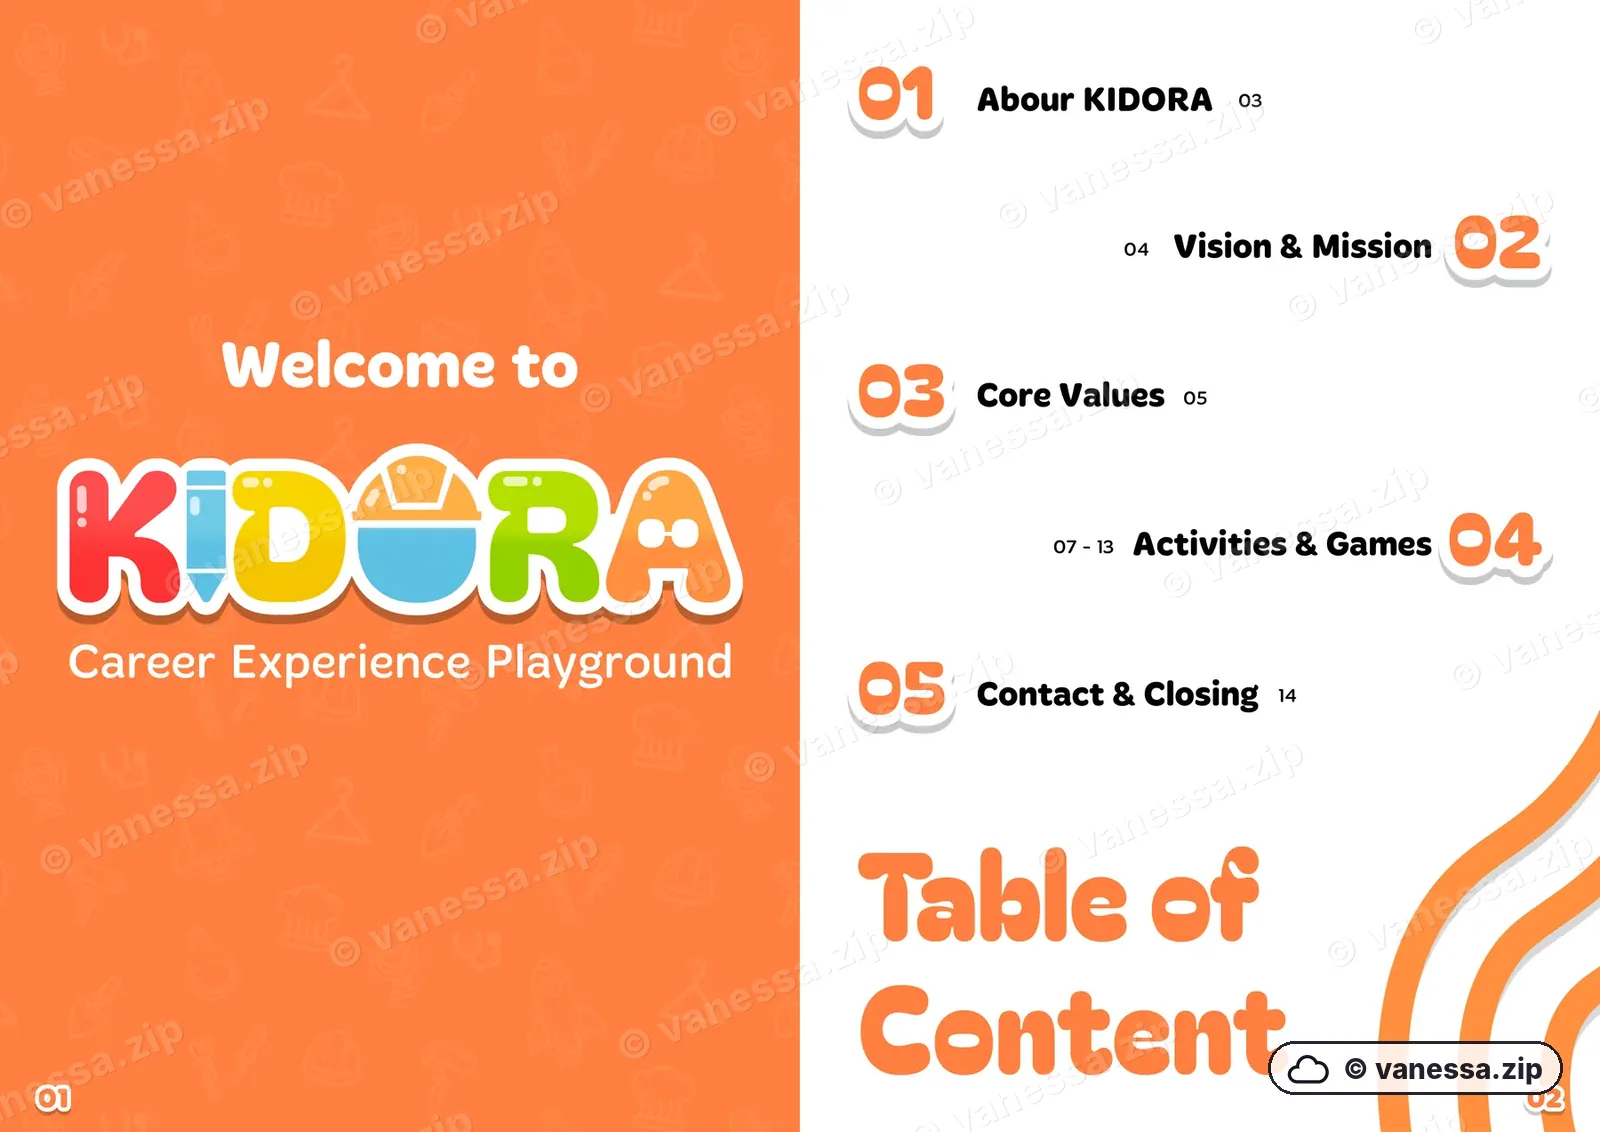 Welcome to
KIDORA
Career Experience Playground
01
01 Abour KIDORA 03
04 Vision & Mission 02
03 Core Values 05
07 - 13 Activities & Games 04
05 Contact & Closing 14
Table of
Content
© vanessa.zip
02